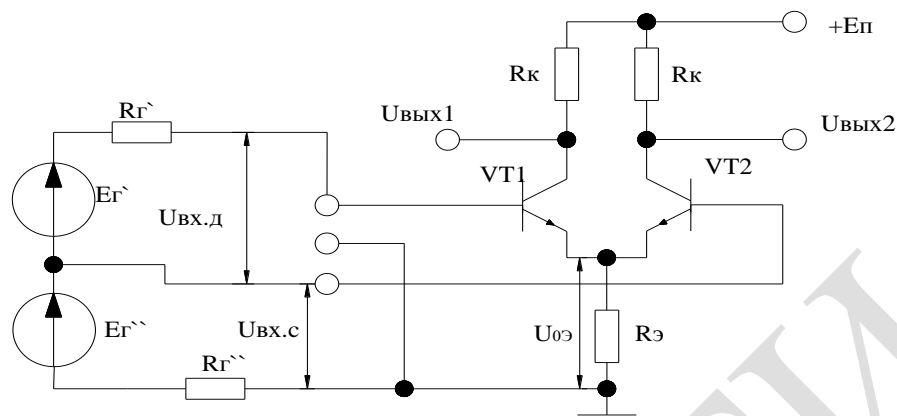 +Eп
Rк
Rк
Rг`
Uвых1
Uвых2
VT1
VT2
Eг`
Uвх.д
Eг``
Uвх.с
U0Э
Rэ
Rг``